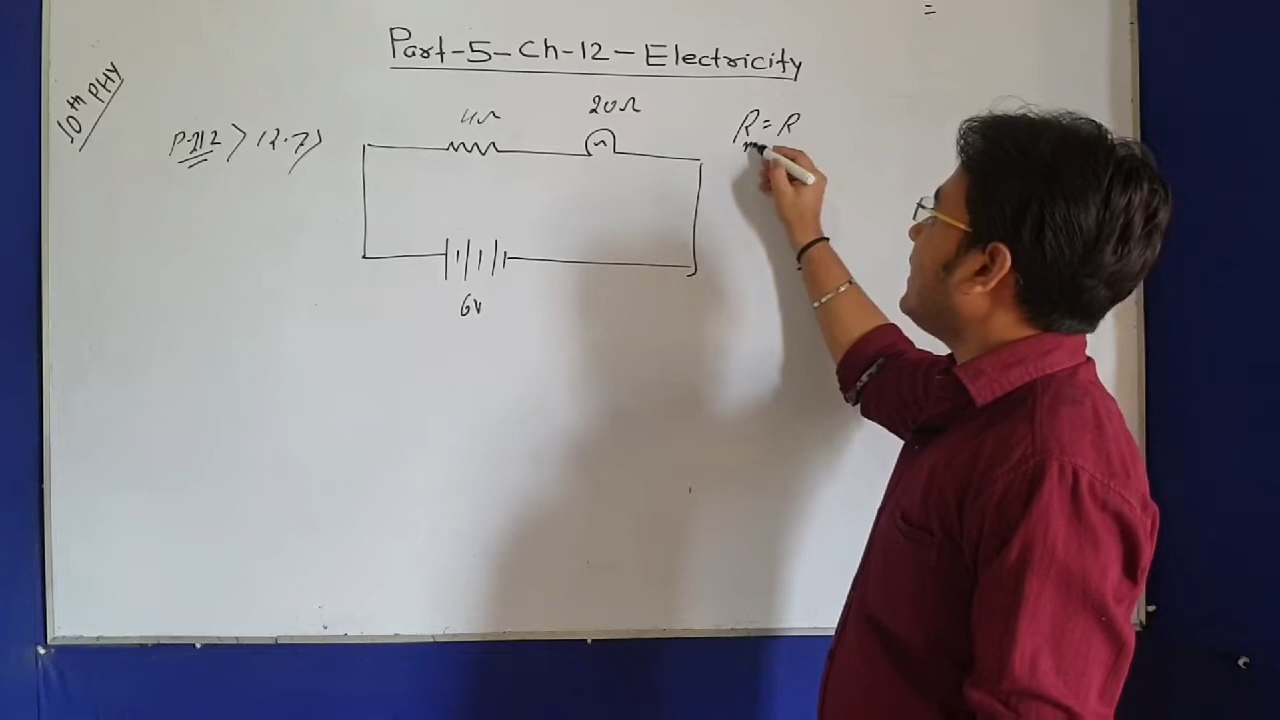 Part-5-Ch-12-Electricity
10th PHY
P-212 > 12.7>
4Ω
20Ω
R = R
6v
=